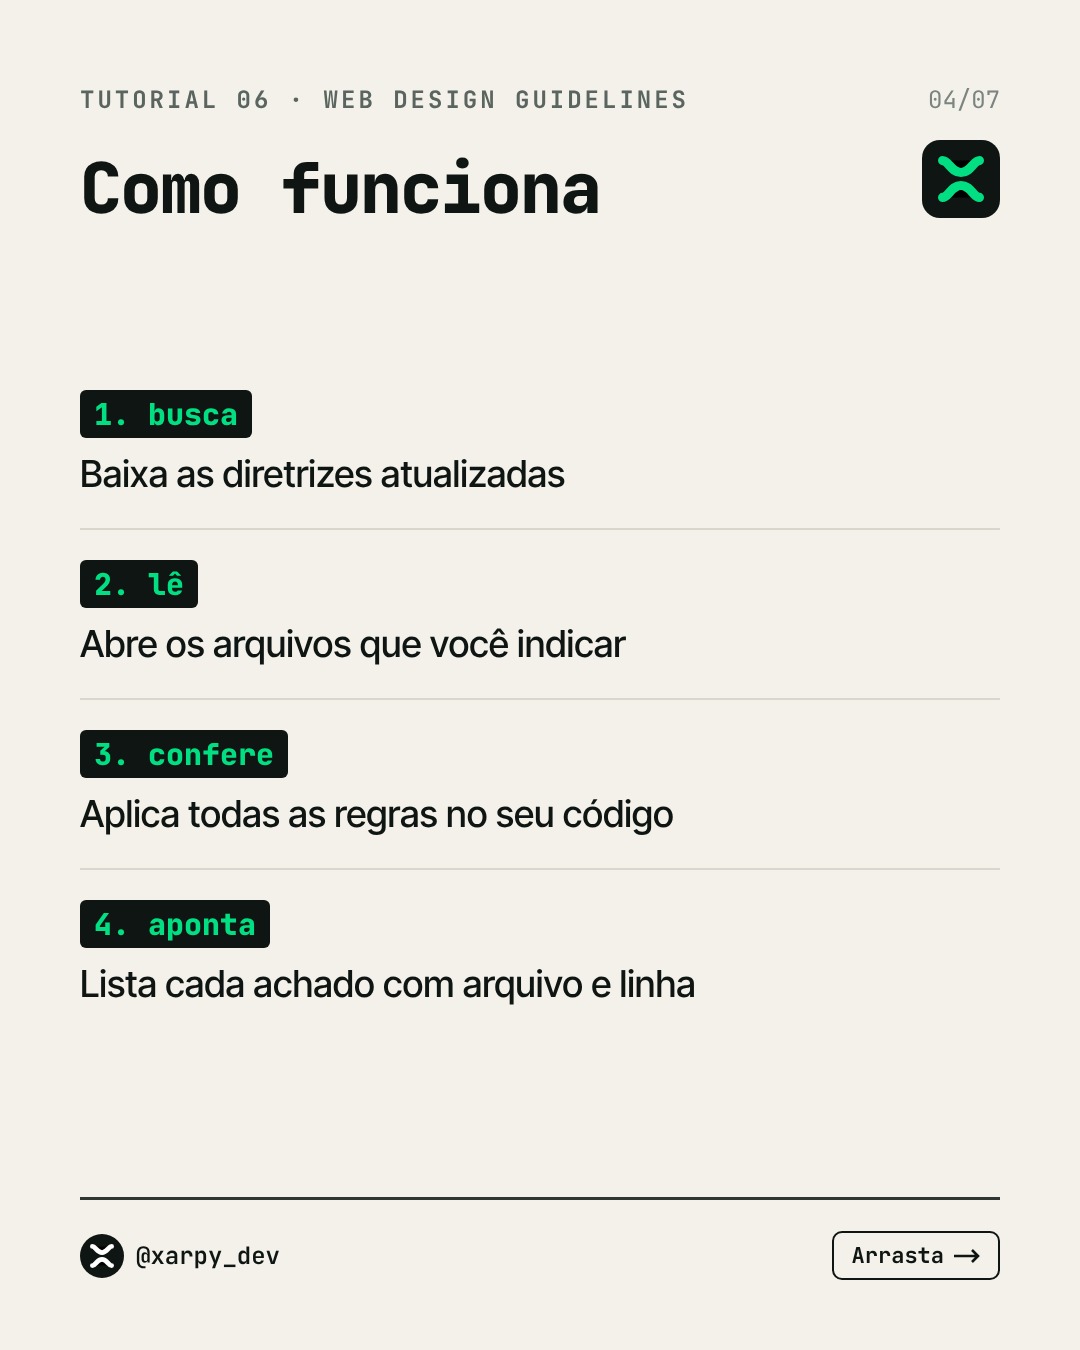 TUTORIAL 06 · WEB DESIGN GUIDELINES
04/07
Como funciona
1. busca
Baixa as diretrizes atualizadas
2. lê
Abre os arquivos que você indicar
3. confere
Aplica todas as regras no seu código
4. aponta
Lista cada achado com arquivo e linha
@xarpy_dev
Arrasta →